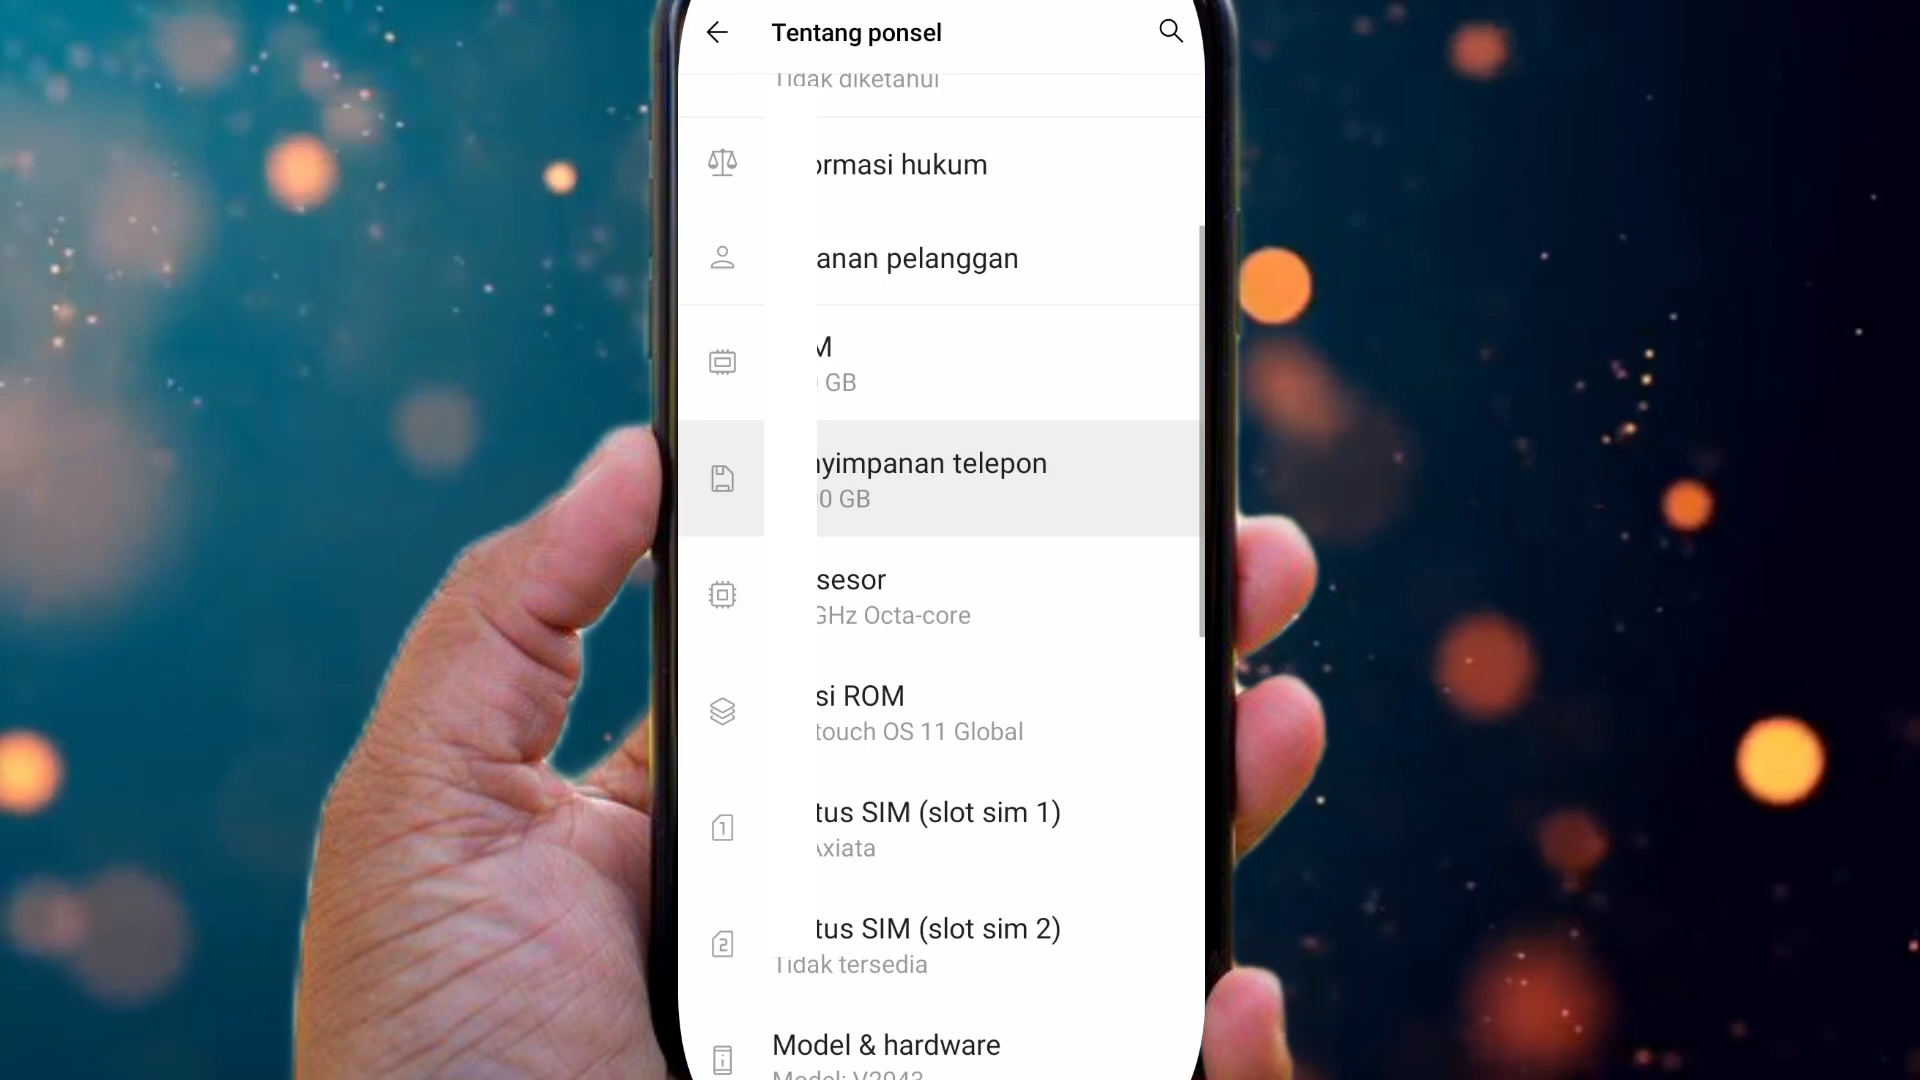 Tentang ponsel
Tidak diketahui
ormasi hukum
anan pelanggan
M
GB
nyimpanan telepon
0 GB
sesor
GHz Octa-core
si ROM
touch OS 11 Global
tus SIM (slot sim 1)
Axiata
tus SIM (slot sim 2)
Tidak tersedia
Model & hardware
Model: V2043